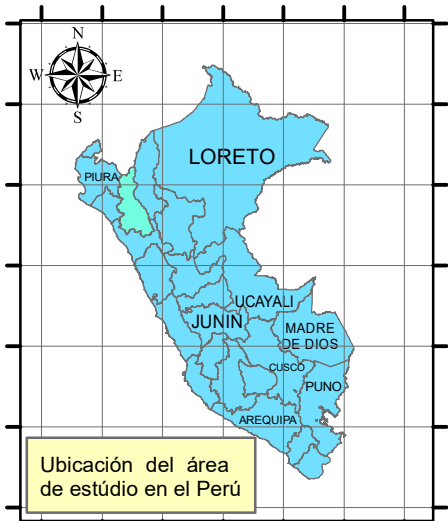 N
W E
S
LORETO
PIURA
UCAYALI
JUNIN
MADRE
DE DIOS
CUSCO
PUNO
AREQUIPA
Ubicación del área
de estúdio en el Perú